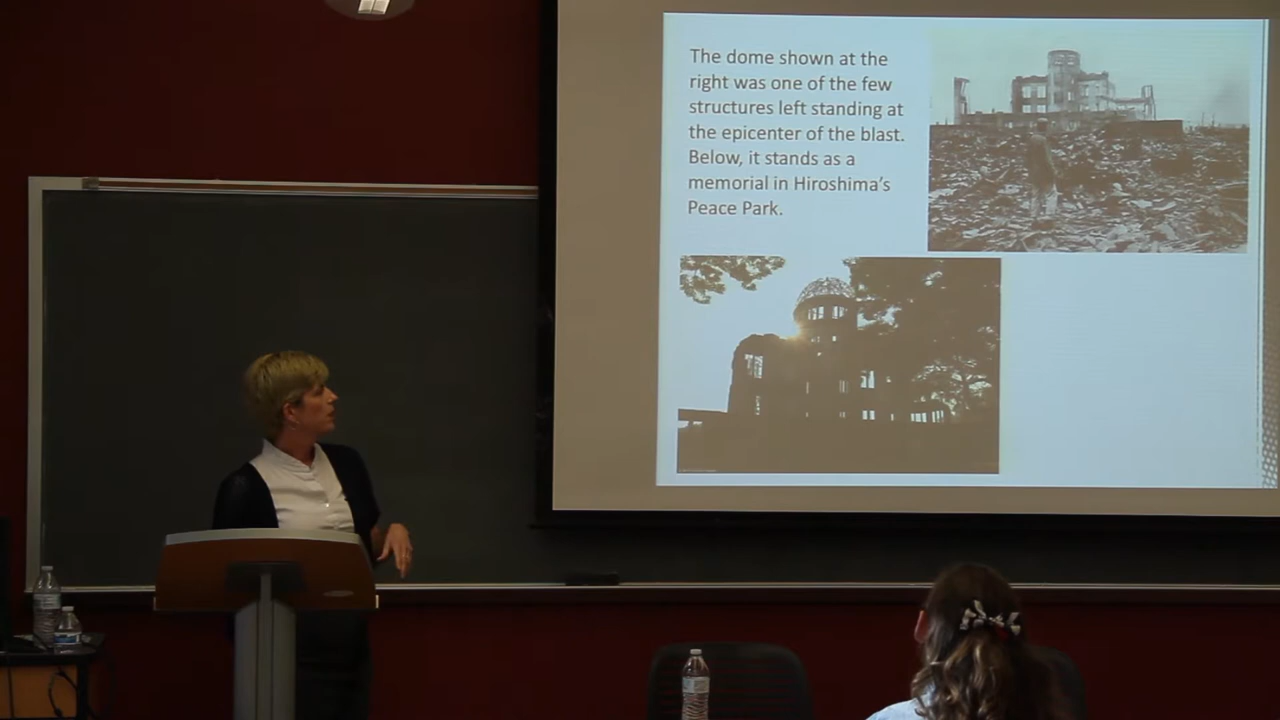 The dome shown at the
right was one of the few
structures left standing at
the epicenter of the blast.
Below, it stands as a
memorial in Hiroshima's
Peace Park.